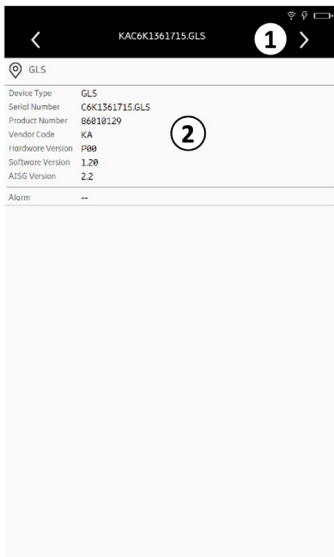 KAC6K1361715.GLS
1
GLS
Device Type GLS
Serial Number C6K1361715.GLS
Product Number 86010129
Vendor Code KA
Hardware Version P00
Software Version 1.20
AISG Version 2.2
2
Alarm --